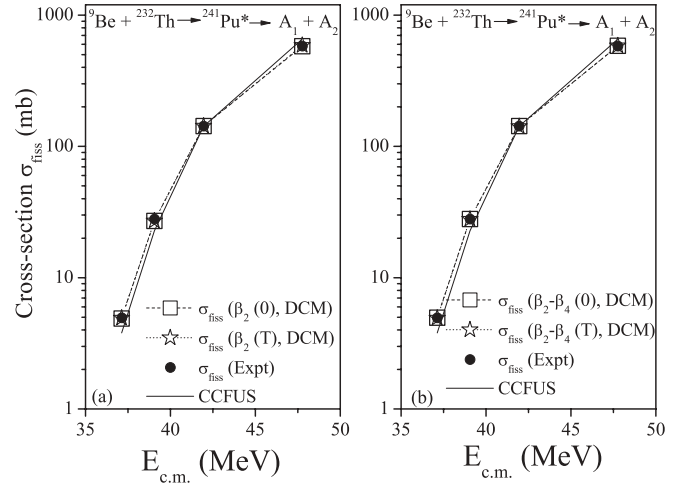 ⁹Be + ²³²Th → ²⁴¹Pu* → A₁ + A₂
1000
100
10
1
Cross-section σ_fiss (mb)
σ_fiss (β₂ (0), DCM)
σ_fiss (β₂ (T), DCM)
σ_fiss (Expt)
CCFUS
(a)
35 40 45 50
E_c.m. (MeV)
⁹Be + ²³²Th → ²⁴¹Pu* → A₁ + A₂
1000
100
10
1
σ_fiss (β₂-β₄ (0), DCM)
σ_fiss (β₂-β₄ (T), DCM)
σ_fiss (Expt)
CCFUS
(b)
35 40 45 50
E_c.m. (MeV)